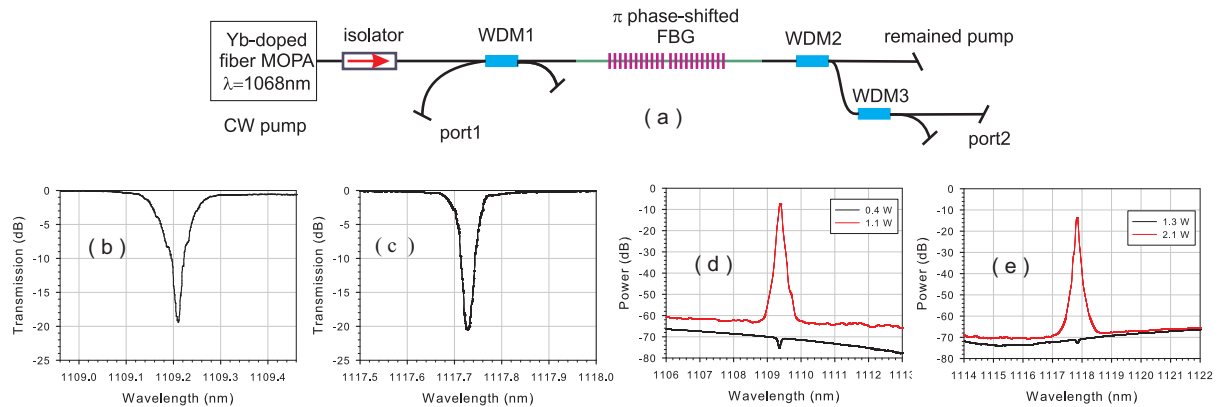 π phase-shifted
FBG
Yb-doped
fiber MOPA
λ=1068nm
isolator
WDM1
WDM2
remained pump
WDM3
CW pump
port1
( a )
port2
Transmission (dB)
0
-5
-10
-15
-20
-25
( b )
1109.0 1109.1 1109.2 1109.3 1109.4
Wavelength (nm)
Transmission (dB)
0
-5
-10
-15
-20
-25
( c )
1117.5 1117.6 1117.7 1117.8 1117.9 1118.0
Wavelength (nm)
Power (dB)
0
-10
-20
-30
-40
-50
-60
-70
-80
0.4 W
1.1 W
( d )
1106 1107 1108 1109 1110 1111 1112 1113
Wavelength (nm)
Power (dB)
0
-10
-20
-30
-40
-50
-60
-70
-80
1.3 W
2.1 W
( e )
1114 1115 1116 1117 1118 1119 1120 1121 1122
Wavelength (nm)